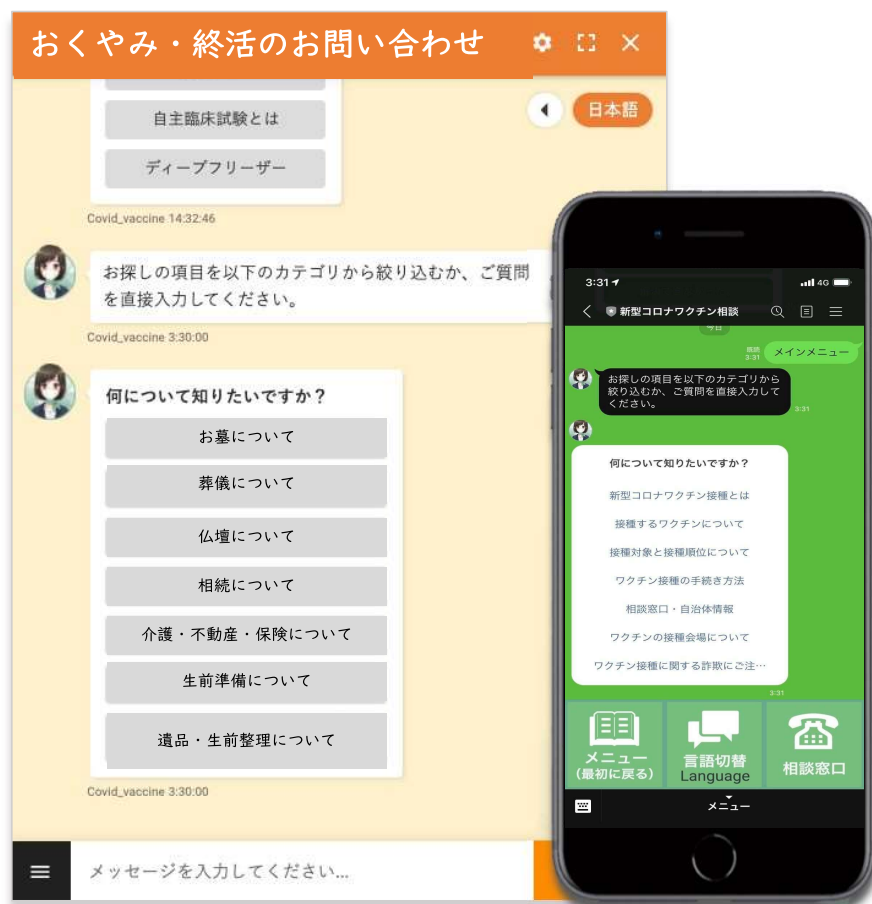 おくやみ・終活のお問い合わせ
日本語
自主臨床試験とは
ディープフリーザー
Covid_vaccine 14:32:46
お探しの項目を以下のカテゴリから絞り込むか、ご質問
を直接入力してください。
Covid_vaccine 3:30:00
何について知りたいですか？
お墓について
葬儀について
仏壇について
相続について
介護・不動産・保険について
生前準備について
遺品・生前整理について
Covid_vaccine 3:30:00
メッセージを入力してください...
3:31
4G
新型コロナワクチン相談
今日
既読
3:31
メインメニュー
お探しの項目を以下のカテゴリから
絞り込むか、ご質問を直接入力して
ください。
3:31
何について知りたいですか？
新型コロナワクチン接種とは
接種するワクチンについて
接種対象と接種順位について
ワクチン接種の手続き方法
相談窓口・自治体情報
ワクチンの接種会場について
ワクチン接種に関する詐欺にご注…
3:31
メニュー
(最初に戻る)
言語切替
Language
相談窓口
メニュー